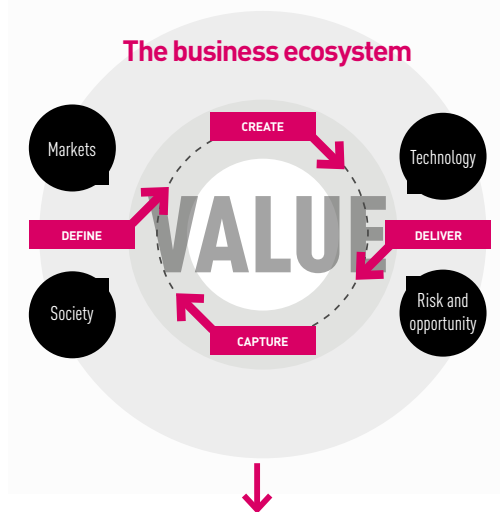 The business ecosystem
CREATE
Markets
Technology
VALUE
DEFINE
DELIVER
Society
Risk and
opportunity
CAPTURE